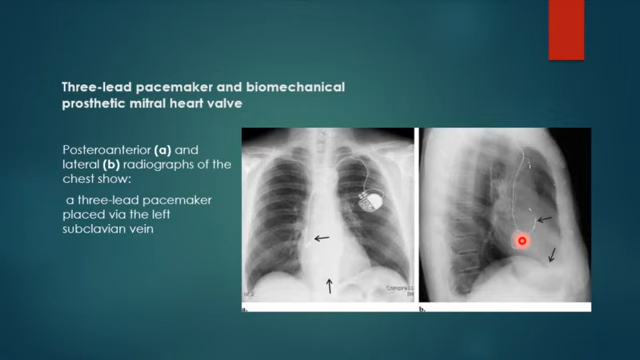 Three-lead pacemaker and biomechanical
prosthetic mitral heart valve
Posteroanterior (a) and
lateral (b) radiographs of the
chest show:
a three-lead pacemaker
placed via the left
subclavian vein
a.
b.